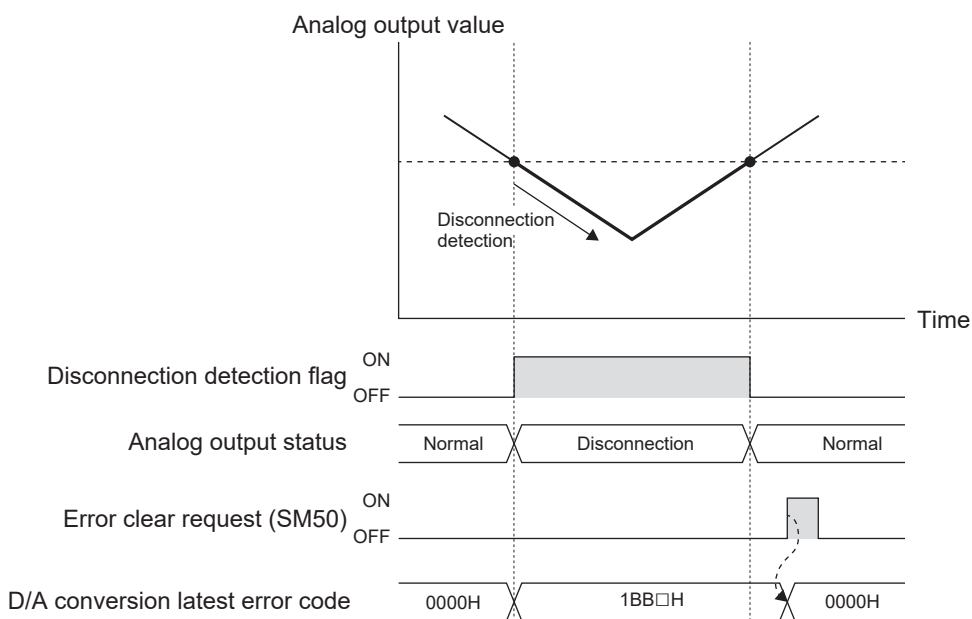 Analog output value
Disconnection
detection
Time
Disconnection detection flag
ON
OFF
Analog output status
Normal
Disconnection
Normal
Error clear request (SM50)
ON
OFF
D/A conversion latest error code
0000H
1BB□H
0000H